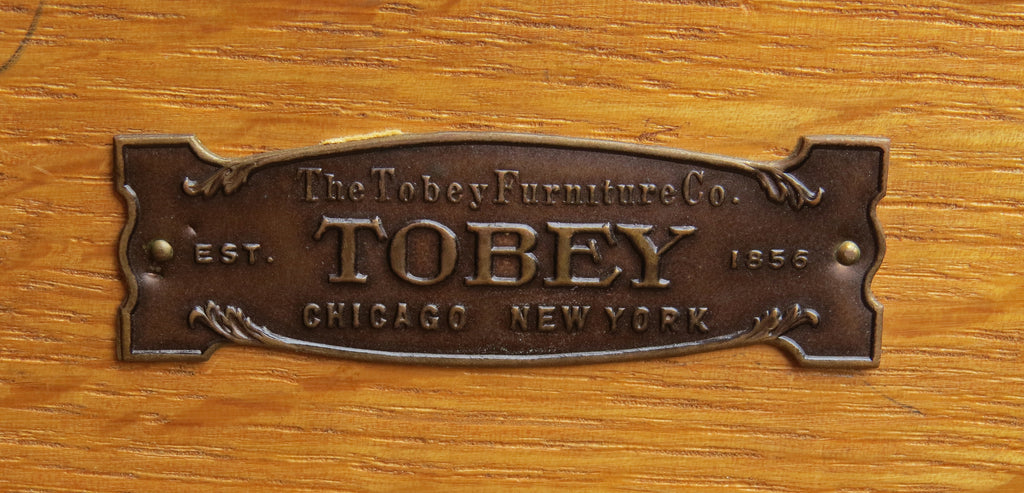 The Tobey Furniture Co.
EST. TOBEY 1856
CHICAGO NEW YORK